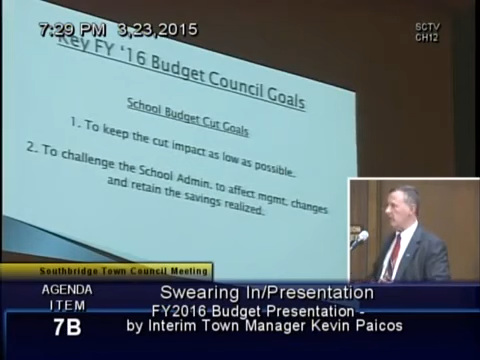 7:29 PM 3,23,2015
SCTV
CH12
Key FY '16 Budget Council Goals
School Budget Cut Goals
1. To keep the cut impact as low as possible.
2. To challenge the School Admin. to affect mgmt. changes
and retain the savings realized.
Southbridge Town Council Meeting
AGENDA
ITEM
7B
Swearing In/Presentation
FY2016 Budget Presentation -
by Interim Town Manager Kevin Paicos